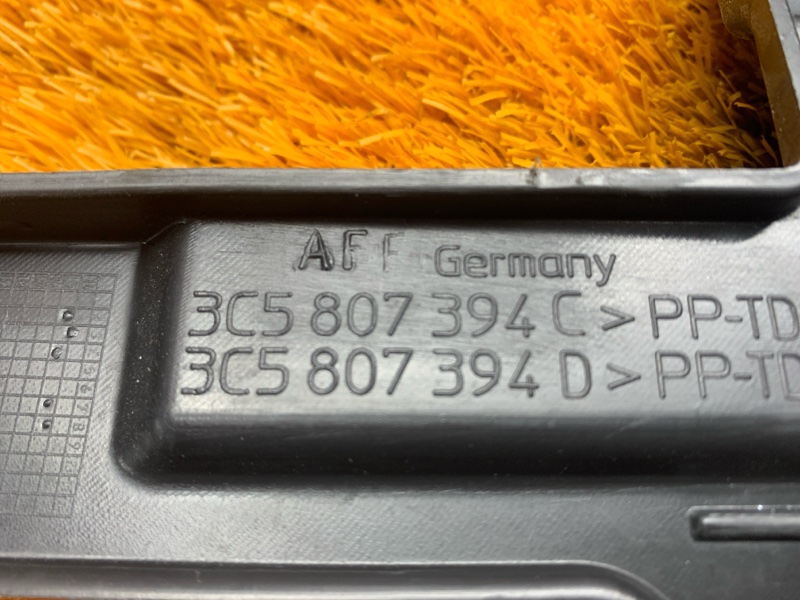 AFF Germany
3C5 807 394 C > PP-TD
3C5 807 394 D > PP-TD